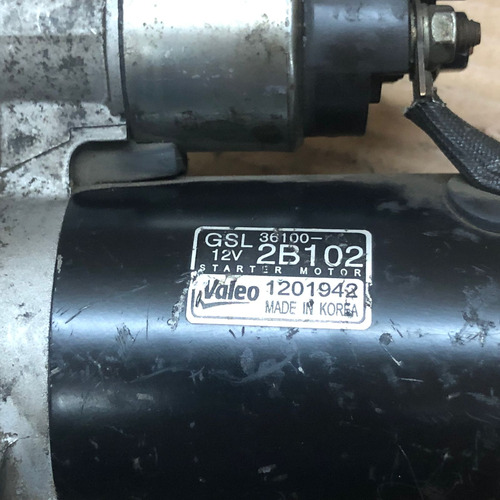 GSL 36100-
12V 2B102
STARTER MOTOR
Valeo 1201942
MADE IN KOREA